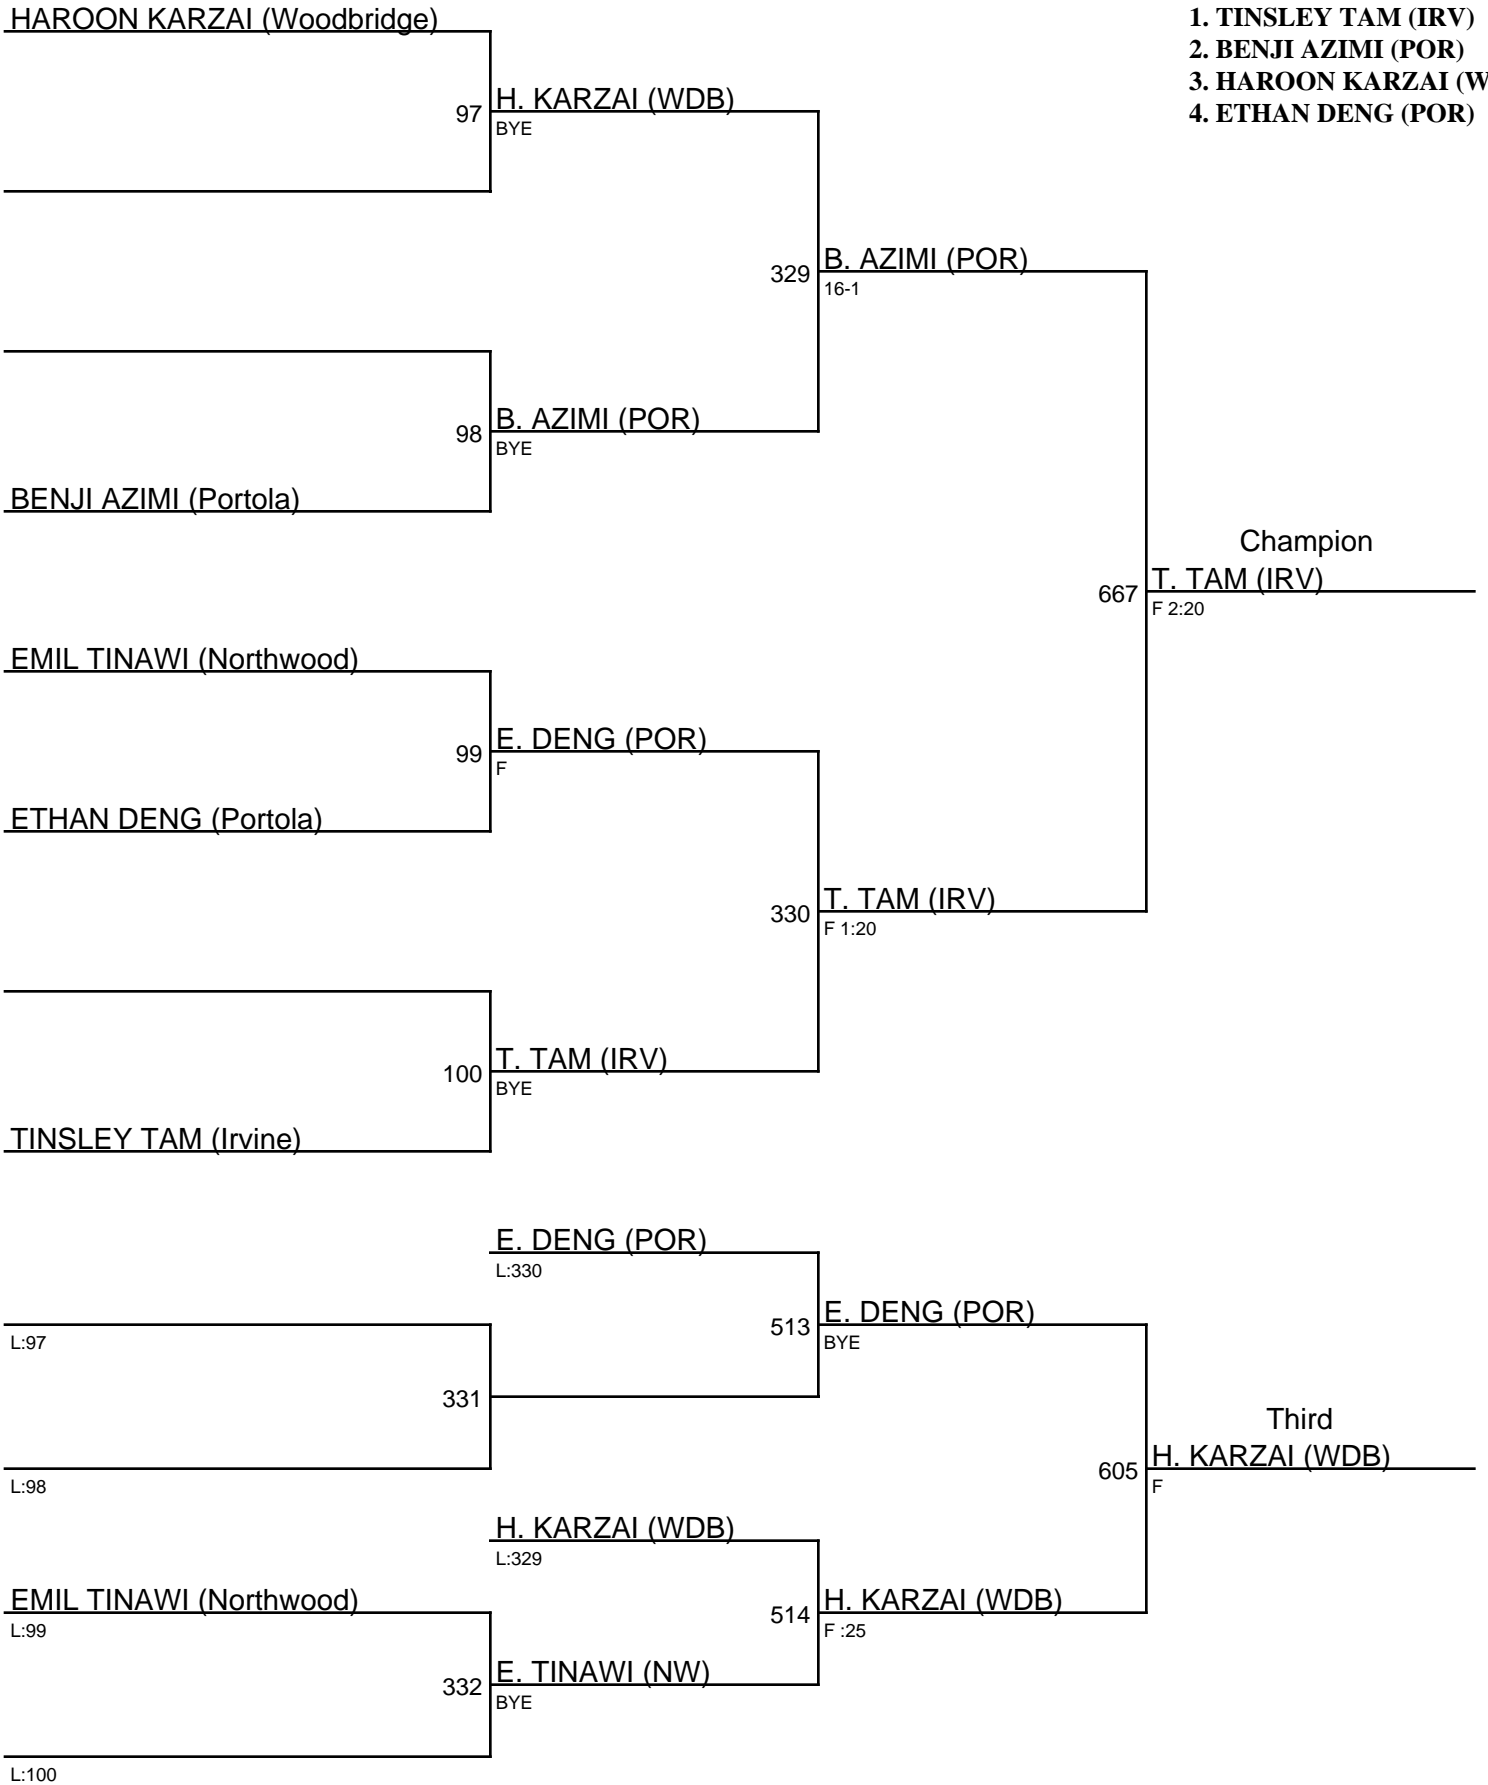 HAROON KARZAI (Woodbridge)
1. TINSLEY TAM (IRV)
2. BENJI AZIMI (POR)
3. HAROON KARZAI (W
4. ETHAN DENG (POR)
97
H. KARZAI (WDB)
BYE
329
B. AZIMI (POR)
16-1
98
B. AZIMI (POR)
BYE
BENJI AZIMI (Portola)
Champion
667
T. TAM (IRV)
F 2:20
EMIL TINAWI (Northwood)
99
E. DENG (POR)
F
ETHAN DENG (Portola)
330
T. TAM (IRV)
F 1:20
100
T. TAM (IRV)
BYE
TINSLEY TAM (Irvine)
E. DENG (POR)
L:330
513
E. DENG (POR)
BYE
L:97
331
Third
605
H. KARZAI (WDB)
F
L:98
H. KARZAI (WDB)
L:329
EMIL TINAWI (Northwood)
L:99
514
H. KARZAI (WDB)
F :25
332
E. TINAWI (NW)
BYE
L:100